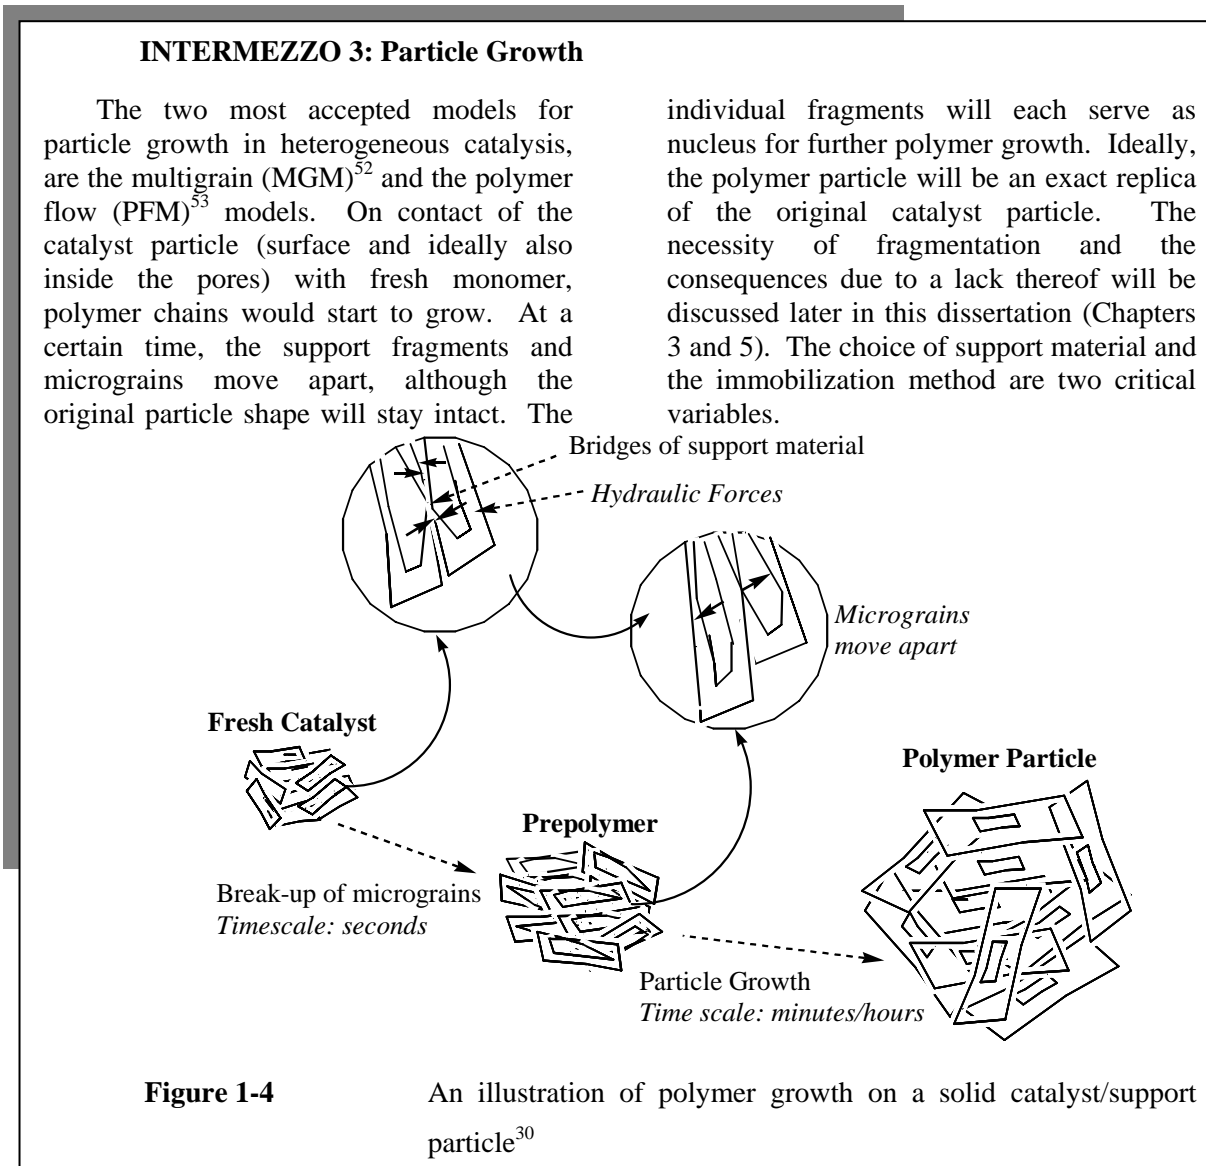 INTERMEZZO 3: Particle Growth
The two most accepted models for
particle growth in heterogeneous catalysis,
are the multigrain (MGM)52 and the polymer
flow (PFM)53 models. On contact of the
catalyst particle (surface and ideally also
inside the pores) with fresh monomer,
polymer chains would start to grow. At a
certain time, the support fragments and
micrograins move apart, although the
original particle shape will stay intact. The
individual fragments will each serve as
nucleus for further polymer growth. Ideally,
the polymer particle will be an exact replica
of the original catalyst particle. The
necessity of fragmentation and the
consequences due to a lack thereof will be
discussed later in this dissertation (Chapters
3 and 5). The choice of support material and
the immobilization method are two critical
variables.
Bridges of support material
Hydraulic Forces
Micrograins
move apart
Fresh Catalyst
Polymer Particle
Prepolymer
Break-up of micrograins
Timescale: seconds
Particle Growth
Time scale: minutes/hours
Figure 1-4 An illustration of polymer growth on a solid catalyst/support
particle30